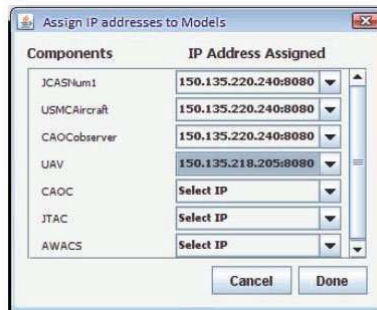 Assign IP addresses to Models
Components IP Address Assigned
JCASNum1 150.135.220.240:8080
USMCAircraft 150.135.220.240:8080
CAOCobserver 150.135.220.240:8080
UAV 150.135.218.205:8080
CAOC Select IP
JTAC Select IP
AWACS Select IP
Cancel Done